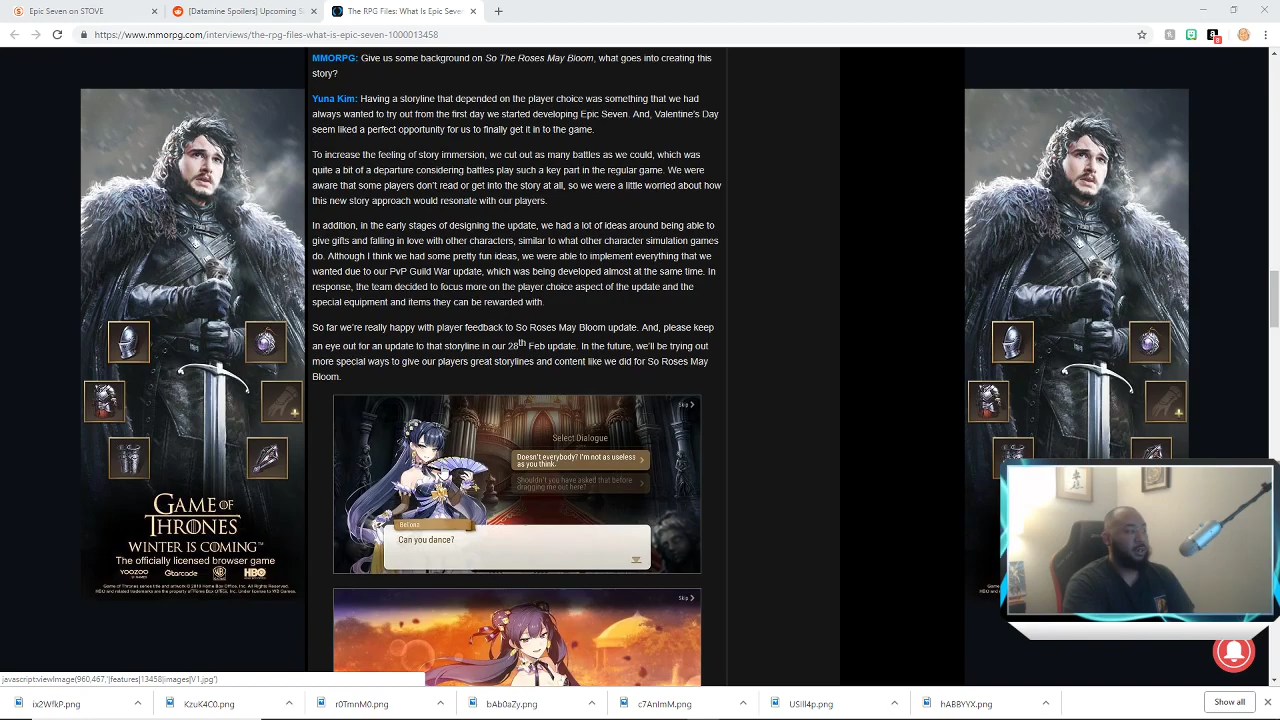 Epic Seven on STOVE
[Datamine Spoilers] Upcoming S
The RPG Files: What Is Epic Seve
https://www.mmorpg.com/interviews/the-rpg-files-what-is-epic-seven-1000013458
MMORPG: Give us some background on So The Roses May Bloom, what goes into creating this
story?
Yuna Kim: Having a storyline that depended on the player choice was something that we had
always wanted to try out from the first day we started developing Epic Seven. And, Valentine's Day
seem liked a perfect opportunity for us to finally get it in to the game.
To increase the feeling of story immersion, we cut out as many battles as we could, which was
quite a bit of a departure considering battles play such a key part in the regular game. We were
aware that some players don't read or get into the story at all, so we were a little worried about how
this new story approach would resonate with our players.
In addition, in the early stages of designing the update, we had a lot of ideas around being able to
give gifts and falling in love with other characters, similar to what other character simulation games
do. Although I think we had some pretty fun ideas, we were able to implement everything that we
wanted due to our PvP Guild War update, which was being developed almost at the same time. In
response, the team decided to focus more on the player choice aspect of the update and the
special equipment and items they can be rewarded with.
So far we're really happy with player feedback to So Roses May Bloom update. And, please keep
an eye out for an update to that storyline in our 28th Feb update. In the future, we'll be trying out
more special ways to give our players great storylines and content like we did for So Roses May
Bloom.
Skip
Select Dialogue
Doesn't everybody? I'm not as useless
as you think.
Shouldn't you have asked that before
dragging me out here?
Belions
Can you dance?
Skip
GAME OF
THRONES
WINTER IS COMING™
The officially licensed browser game
YOOZOO
Gtarcade
HBO
javascript:viewImage(960,467,'/features/13458/images/V1.jpg')
ix2WfkP.png
KzuK4C0.png
r0TmnM0.png
bAb0aZy.png
c7AnImM.png
USIll4p.png
hABBYYX.png
Show all